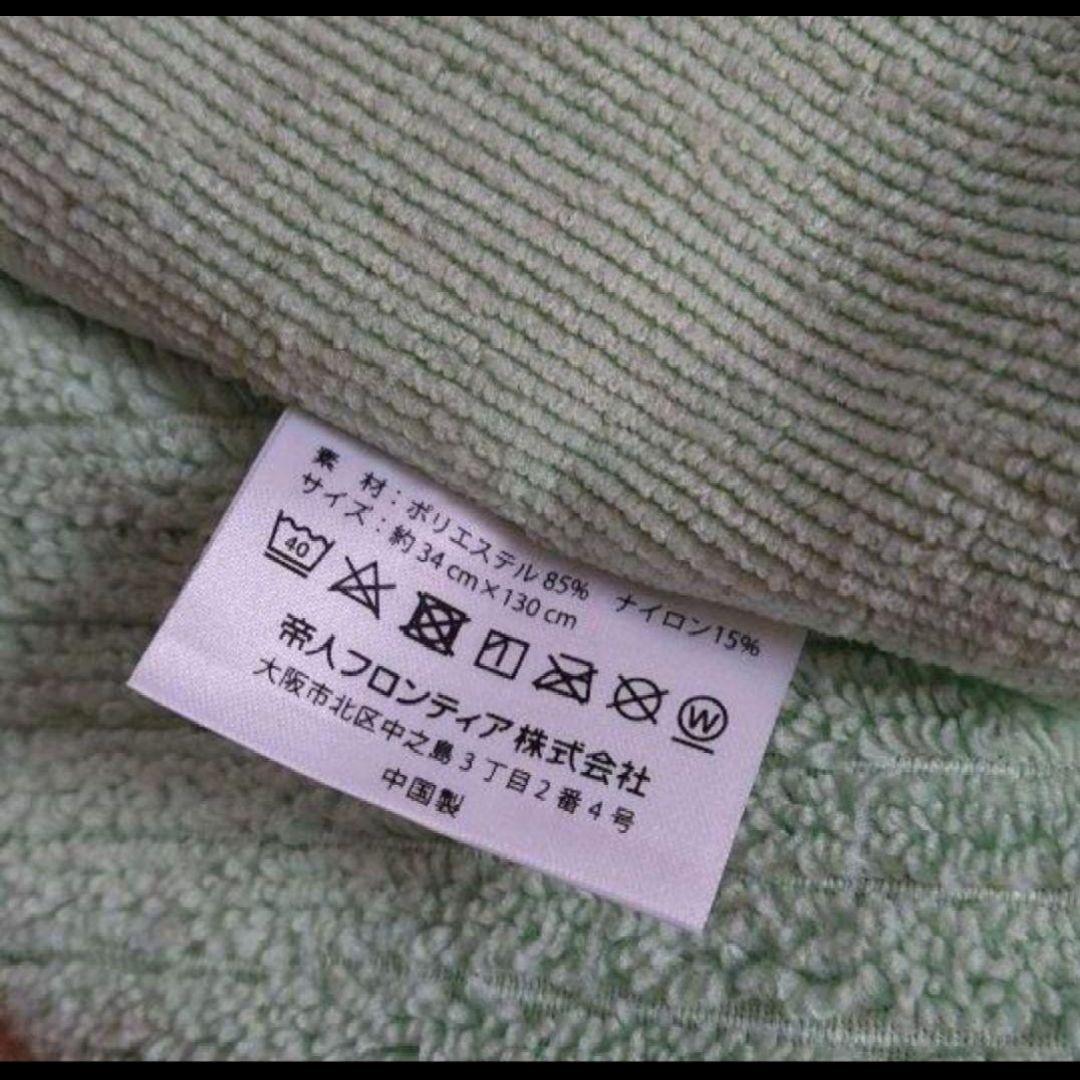 素　材：ポリエステル 85%　ナイロン15%
サイズ：約 34 cm×130 cm
40
W
帝人フロンティア株式会社
大阪市北区中之島 3 丁目 2 番 4 号
中国製